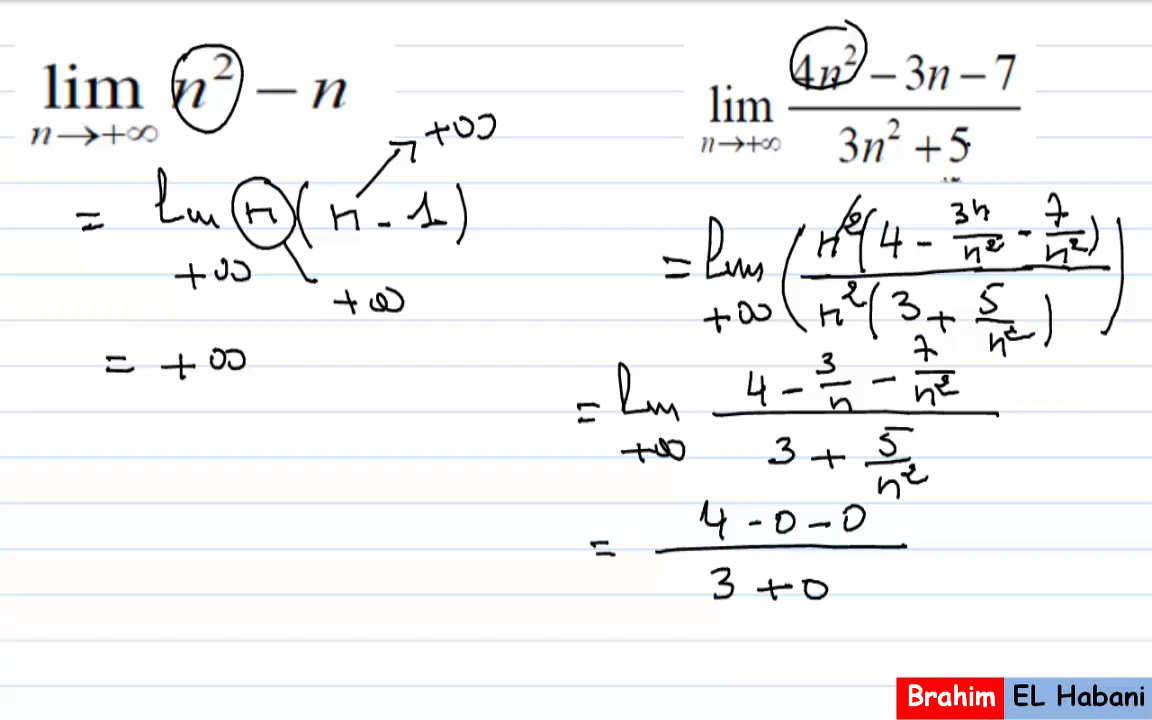 lim n² − n
n→+∞
= lim n(n − 1)
+∞
+∞
+∞
= +∞
lim (4n² − 3n − 7)/(3n² + 5)
n→+∞
= lim (n²(4 − 3n/n² − 7/n²)/n²(3 + 5/n²))
+∞
= lim (4 − 3/n − 7/n²)/(3 + 5/n²)
+∞
= (4 − 0 − 0)/(3 + 0)
Brahim EL Habani